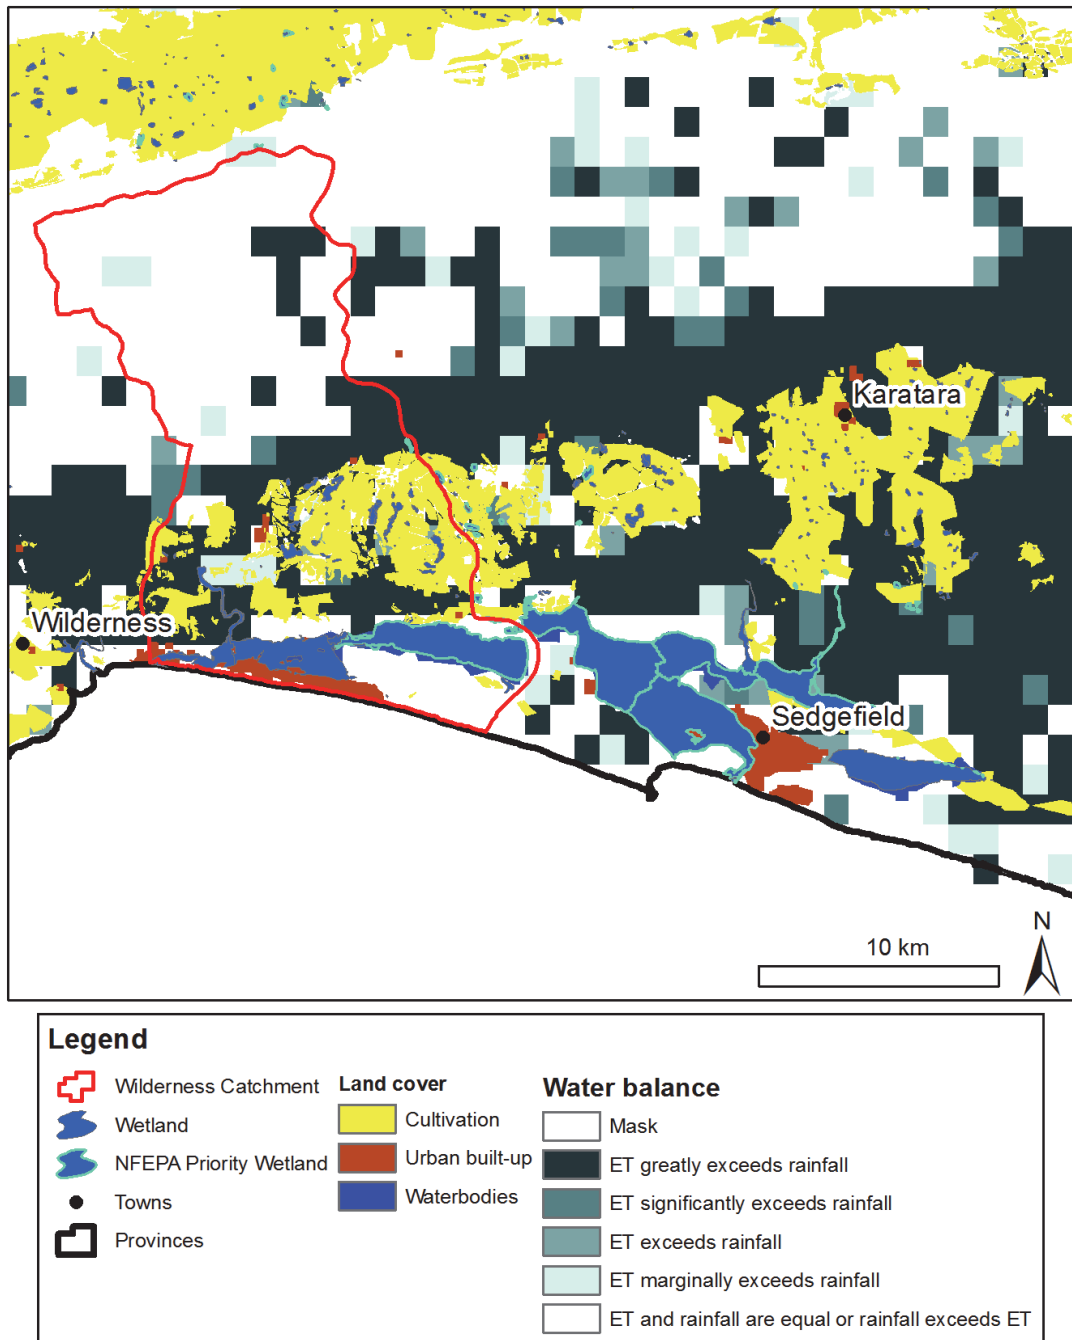 Karatara
Wilderness
Sedgefield
N
10 km
Legend
Wilderness Catchment
Wetland
NFEPA Priority Wetland
Towns
Provinces
Land cover
Cultivation
Urban built-up
Waterbodies
Water balance
Mask
ET greatly exceeds rainfall
ET significantly exceeds rainfall
ET exceeds rainfall
ET marginally exceeds rainfall
ET and rainfall are equal or rainfall exceeds ET